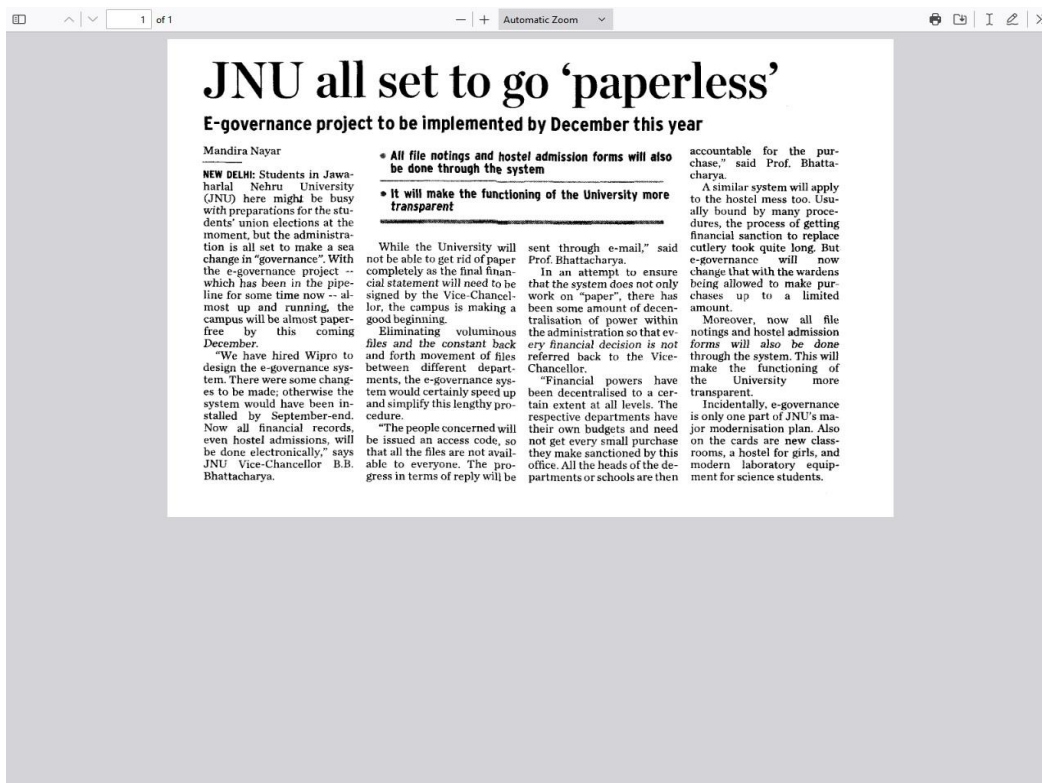 1 of 1
Automatic Zoom
JNU all set to go ‘paperless’
E-governance project to be implemented by December this year
Mandira Nayar
NEW DELHI: Students in Jawa-
harlal Nehru University
(JNU) here might be busy
with preparations for the stu-
dents' union elections at the
moment, but the administra-
tion is all set to make a sea
change in "governance". With
the e-governance project --
which has been in the pipe-
line for some time now -- al-
most up and running, the
campus will be almost paper-
free by this coming
December.
"We have hired Wipro to
design the e-governance sys-
tem. There were some chang-
es to be made; otherwise the
system would have been in-
stalled by September-end.
Now all financial records,
even hostel admissions, will
be done electronically," says
JNU Vice-Chancellor B.B.
Bhattacharya.
• All file notings and hostel admission forms will also
be done through the system
• It will make the functioning of the University more
transparent
While the University will
not be able to get rid of paper
completely as the final finan-
cial statement will need to be
signed by the Vice-Chancel-
lor, the campus is making a
good beginning.
Eliminating voluminous
files and the constant back
and forth movement of files
between different depart-
ments, the e-governance sys-
tem would certainly speed up
and simplify this lengthy pro-
cedure.
"The people concerned will
be issued an access code, so
that all the files are not avail-
able to everyone. The pro-
gress in terms of reply will be
sent through e-mail," said
Prof. Bhattacharya.
In an attempt to ensure
that the system does not only
work on "paper", there has
been some amount of decen-
tralisation of power within
the administration so that ev-
ery financial decision is not
referred back to the Vice-
Chancellor.
"Financial powers have
been decentralised to a cer-
tain extent at all levels. The
respective departments have
their own budgets and need
not get every small purchase
they make sanctioned by this
office. All the heads of the de-
partments or schools are then
accountable for the pur-
chase," said Prof. Bhatta-
charya.
A similar system will apply
to the hostel mess too. Usu-
ally bound by many proce-
dures, the process of getting
financial sanction to replace
cutlery took quite long. But
e-governance will now
change that with the wardens
being allowed to make pur-
chases up to a limited
amount.
Moreover, now all file
notings and hostel admission
forms will also be done
through the system. This will
make the functioning of
the University more
transparent.
Incidentally, e-governance
is only one part of JNU's ma-
jor modernisation plan. Also
on the cards are new class-
rooms, a hostel for girls, and
modern laboratory equip-
ment for science students.